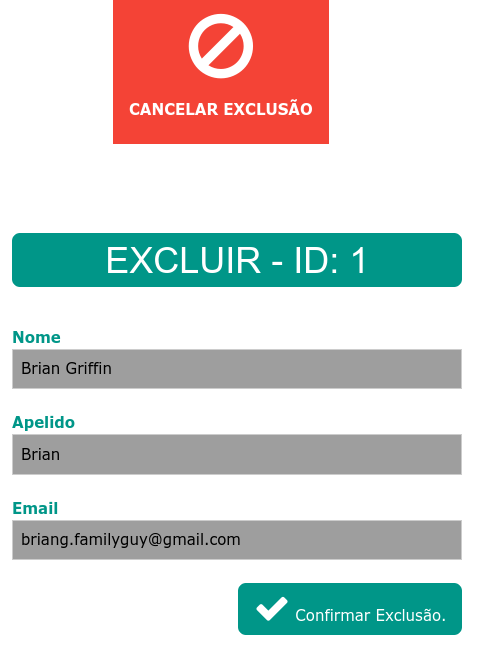 CANCELAR EXCLUSÃO
EXCLUIR - ID: 1
Nome
Brian Griffin
Apelido
Brian
Email
briang.familyguy@gmail.com
Confirmar Exclusão.